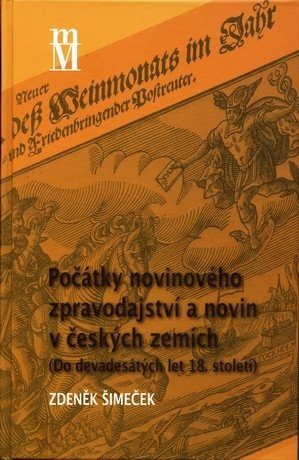 mM
Neuer
deß Weinmonats im Jahr
und Friedenbringender Postreuter.
Počátky novinového
zpravodajství a novin
v českých zemích
(Do devadesátých let 18. století)
ZDENĚK ŠIMEČEK